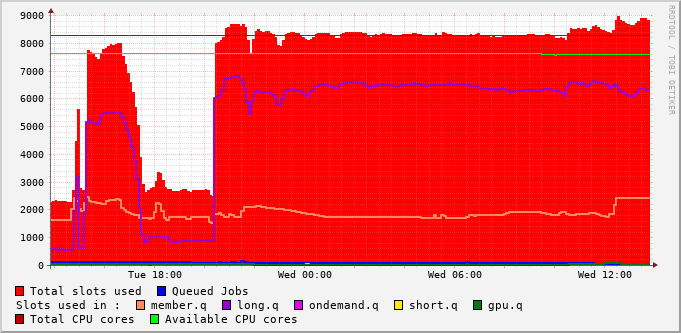 9000
8000
7000
6000
5000
4000
3000
2000
1000
0
Tue 18:00 Wed 00:00 Wed 06:00 Wed 12:00
RRDTOOL / TOBI OETIKER
Total slots used Queued Jobs
Slots used in : member.q long.q ondemand.q short.q gpu.q
Total CPU cores Available CPU cores